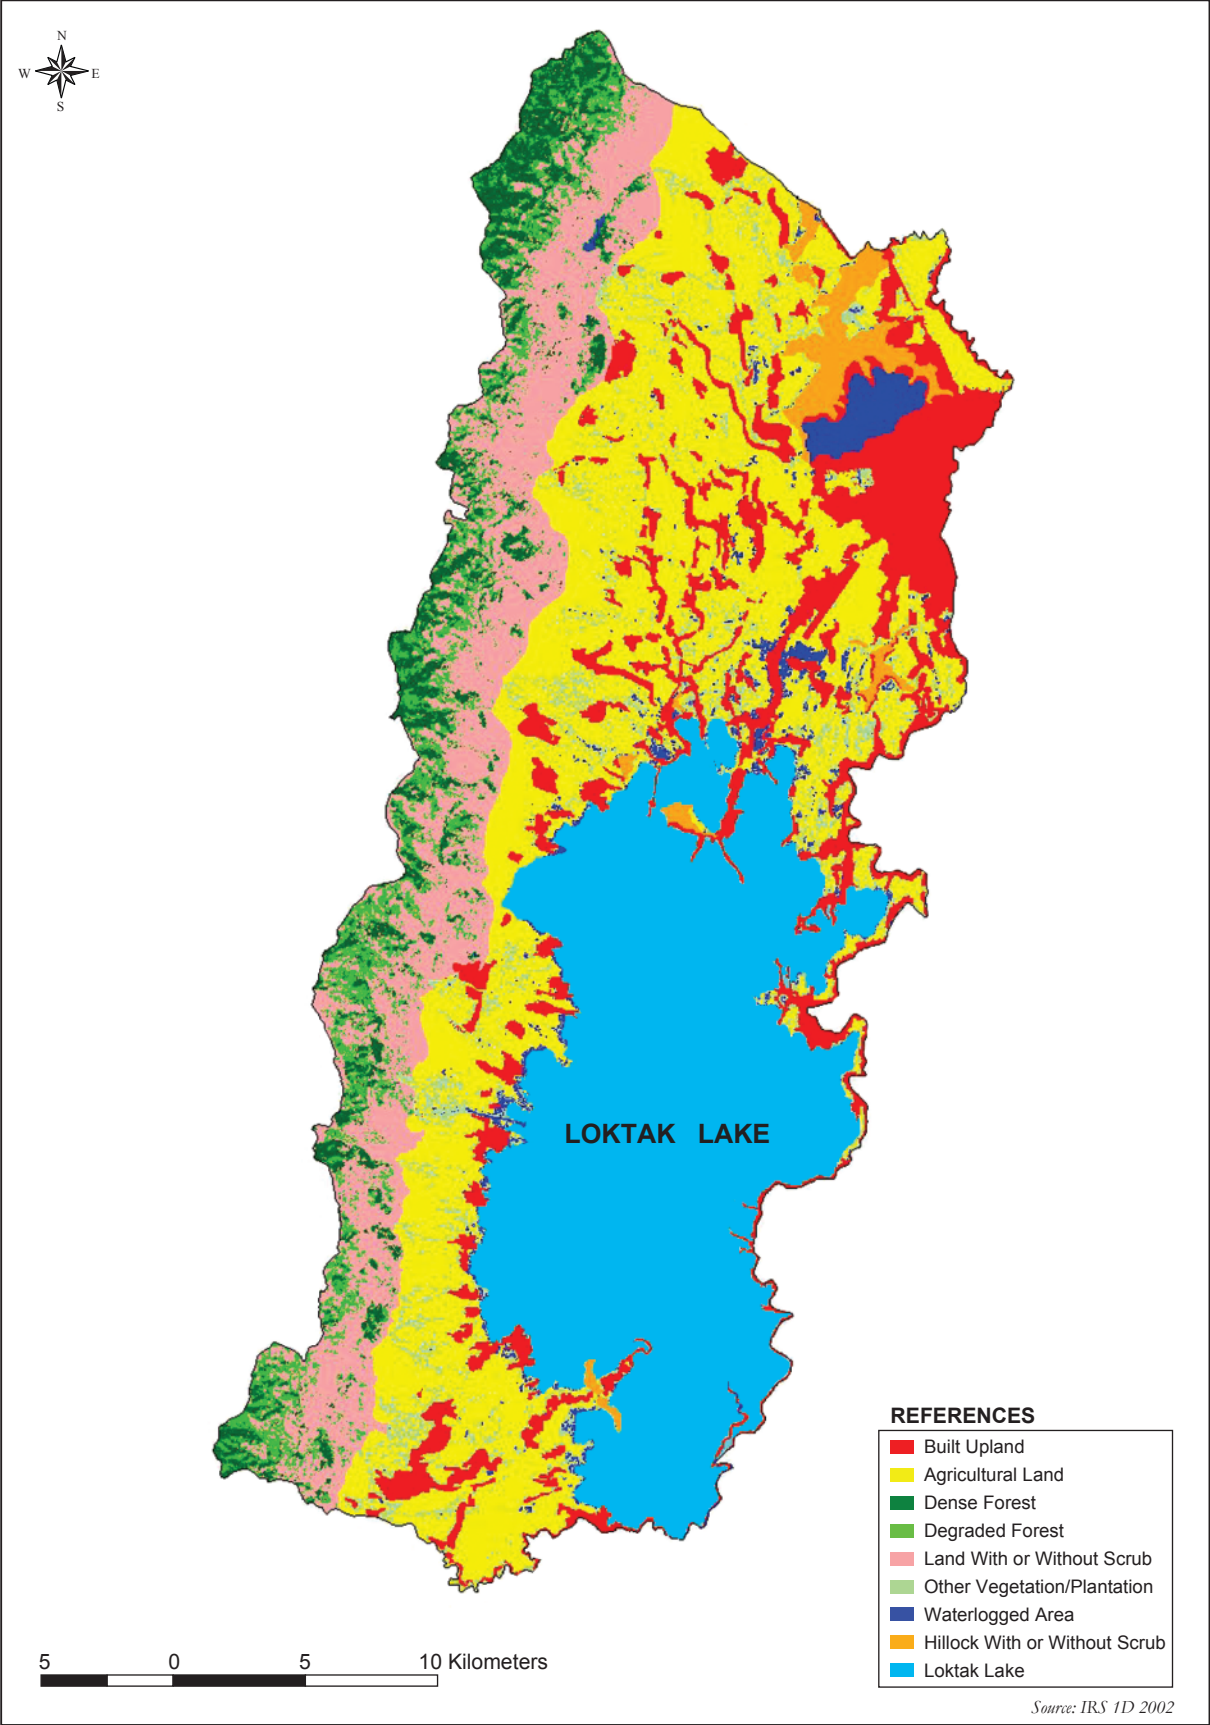 N
W E
S
LOKTAK LAKE
REFERENCES
Built Upland
Agricultural Land
Dense Forest
Degraded Forest
Land With or Without Scrub
Other Vegetation/Plantation
Waterlogged Area
Hillock With or Without Scrub
Loktak Lake
5 0 5 10 Kilometers
Source: IRS 1D 2002